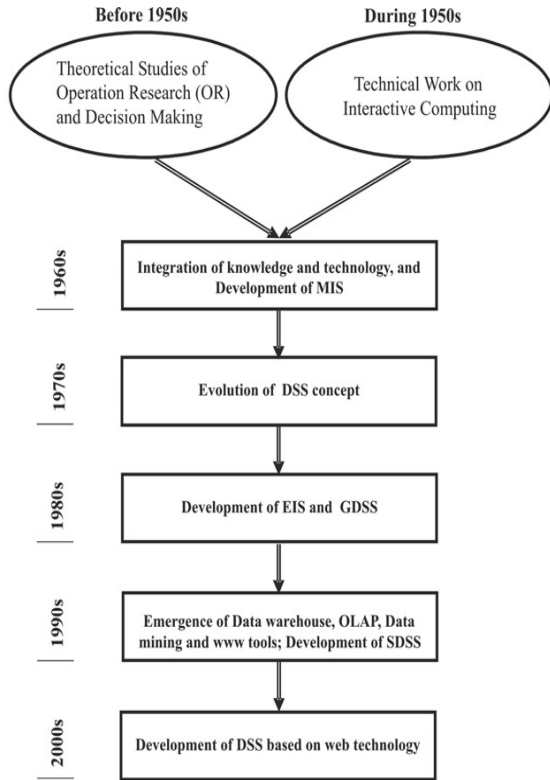 Before 1950s
During 1950s
Theoretical Studies of
Operation Research (OR)
and Decision Making
Technical Work on
Interactive Computing
1960s
Integration of knowledge and technology, and
Development of MIS
1970s
Evolution of DSS concept
1980s
Development of EIS and GDSS
1990s
Emergence of Data warehouse, OLAP, Data
mining and www tools; Development of SDSS
2000s
Development of DSS based on web technology